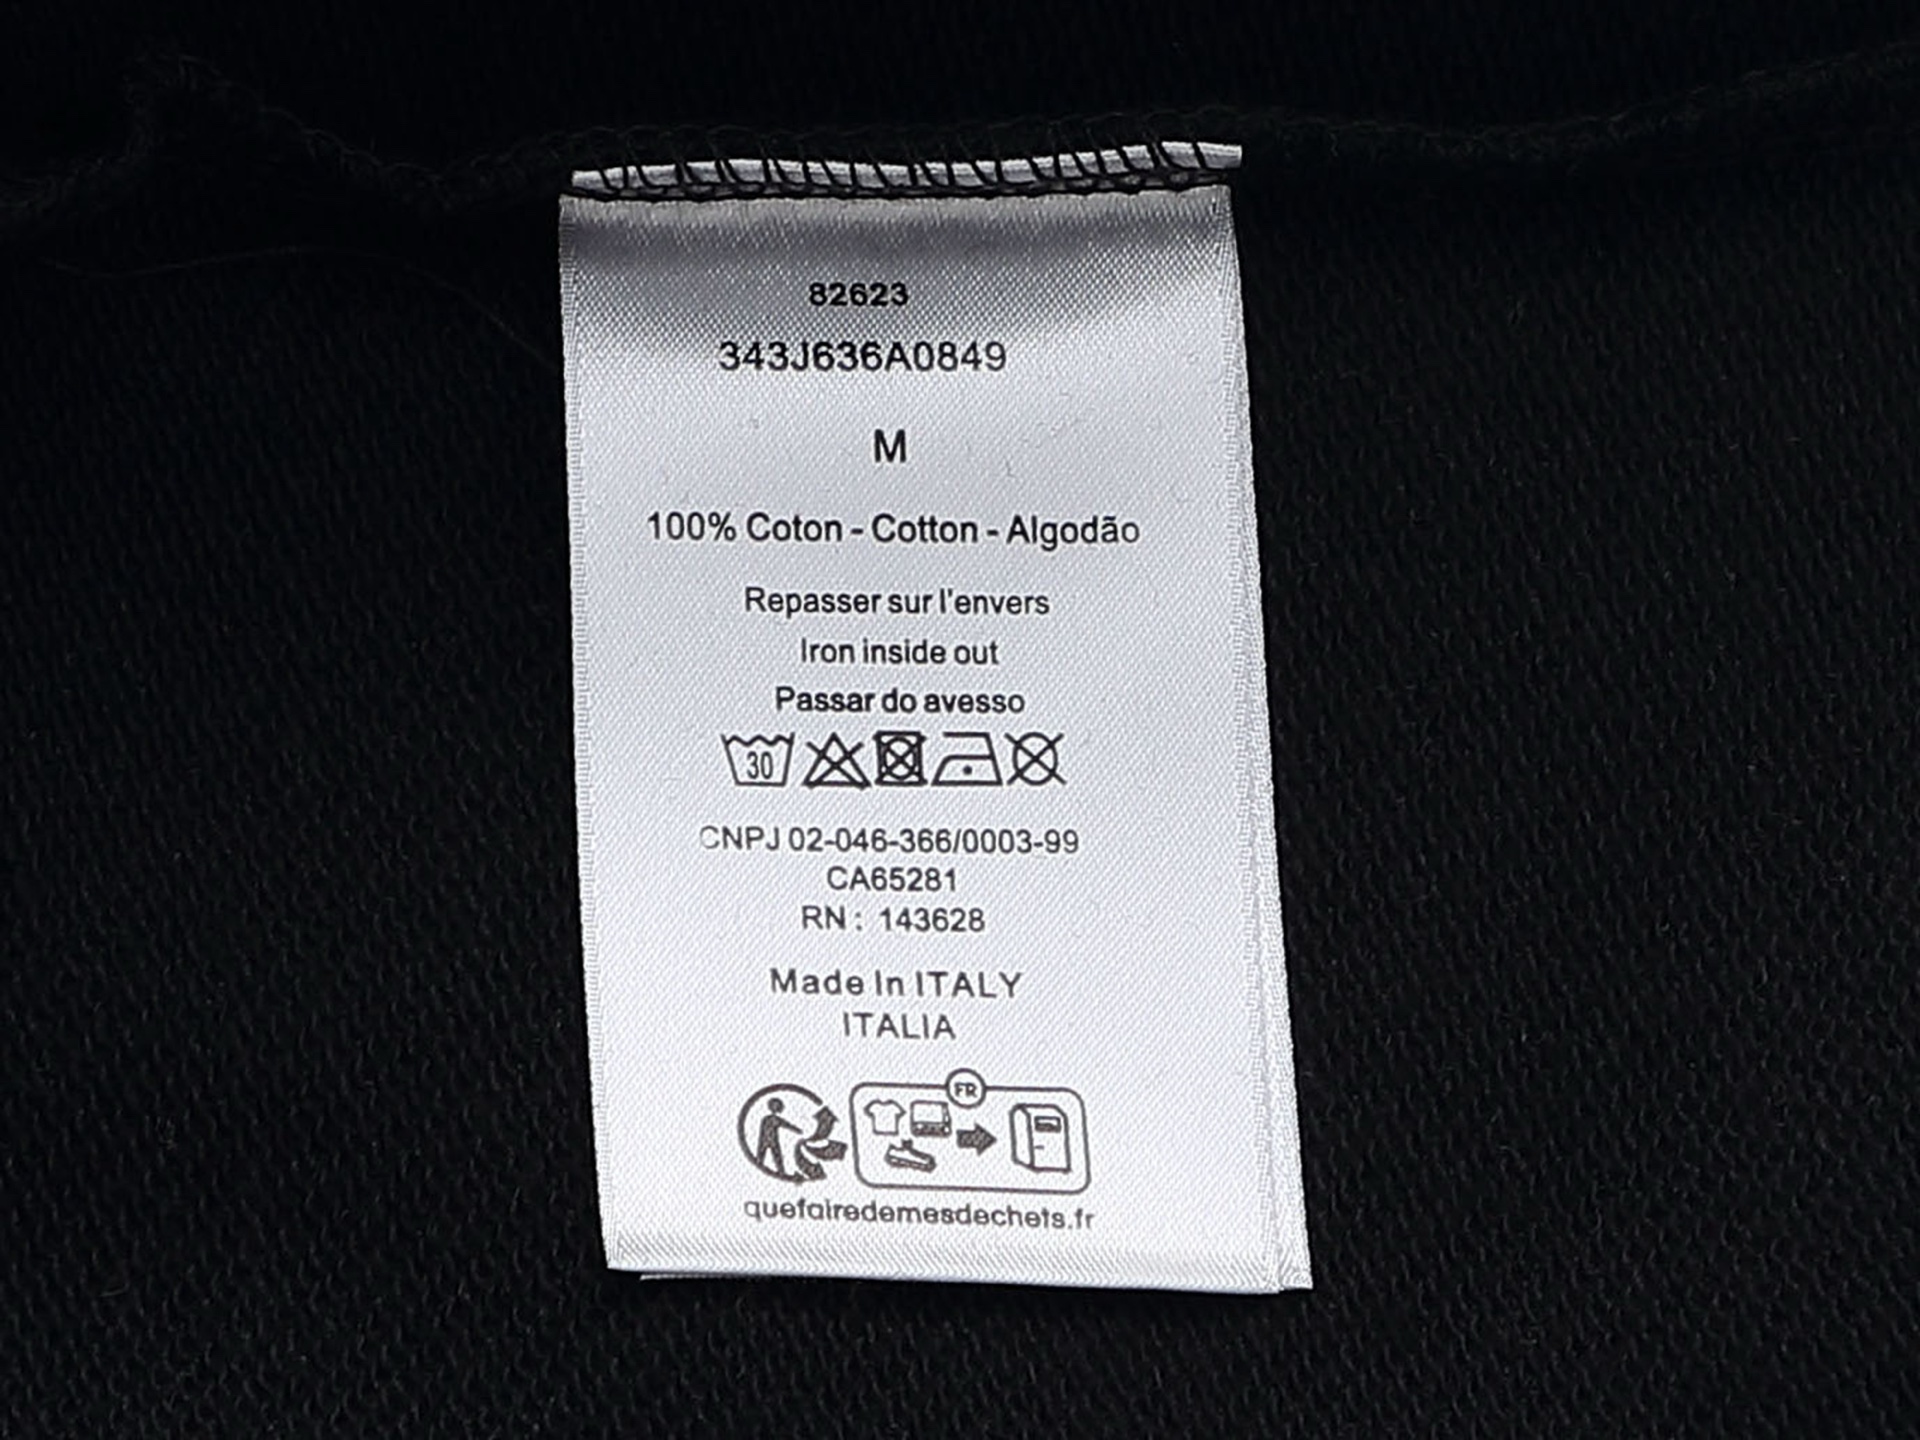 82623
343J636A0849
M
100% Coton - Cotton - Algodão
Repasser sur l'envers
Iron inside out
Passar do avesso
30
CNPJ 02-046-366/0003-99
CA65281
RN : 143628
Made In ITALY
ITALIA
FR
quefairedemesdechets.fr